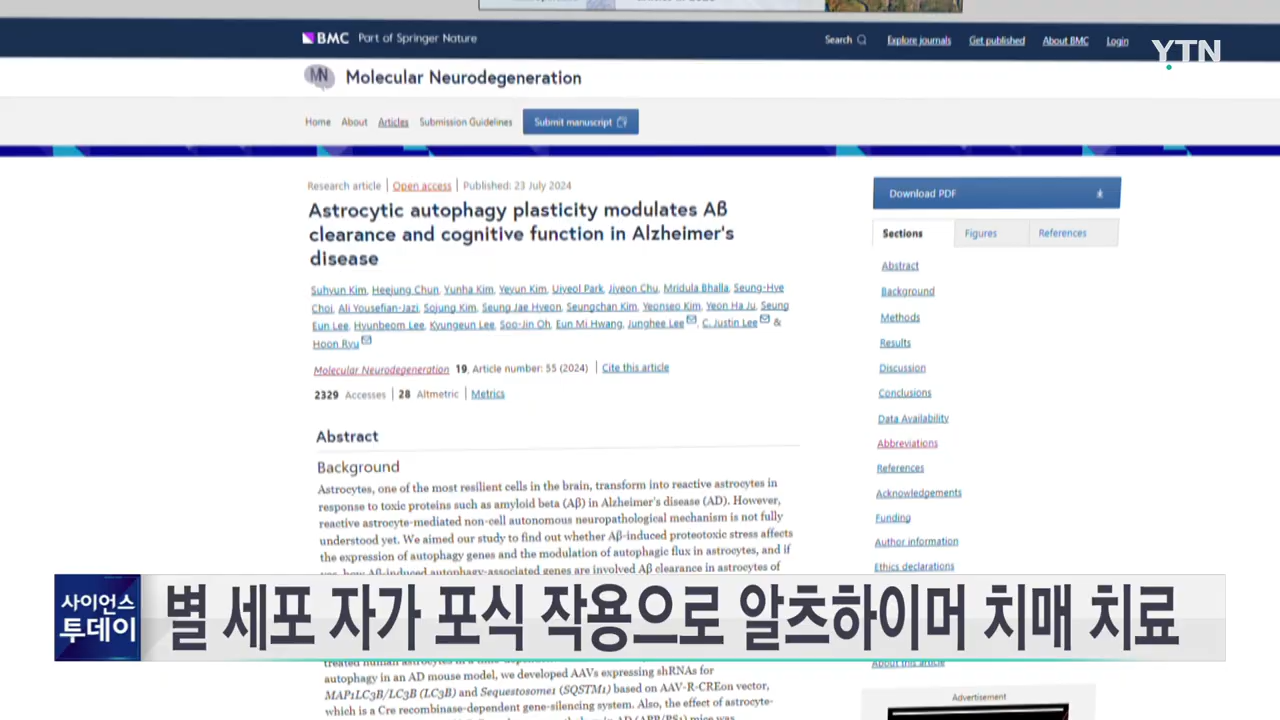 BMC Part of Springer Nature
Search Explore journals Get published About BMC Login
YTN
MN Molecular Neurodegeneration
Home About Articles Submission Guidelines Submit manuscript
Research article Open access Published: 23 July 2024
Astrocytic autophagy plasticity modulates Aβ
clearance and cognitive function in Alzheimer's
disease
Suhyun Kim, Heejung Chun, Yunha Kim, Yeyun Kim, Uiyeol Park, Jiyeon Chu, Mridula Bhalla, Seung-Hye
Choi, Ali Yousefian-Jazi, Sojung Kim, Seung Jae Hyeon, Seungchan Kim, Yeonseo Kim, Yeon Ha Ju, Seung
Eun Lee, Hyunbeom Lee, Kyungeun Lee, Soo-Jin Oh, Eun Mi Hwang, Junghee Lee, C. Justin Lee &
Hoon Ryu
Molecular Neurodegeneration 19, Article number: 55 (2024) Cite this article
2329 Accesses 28 Altmetric Metrics
Abstract
Background
Astrocytes, one of the most resilient cells in the brain, transform into reactive astrocytes in
response to toxic proteins such as amyloid beta (Aβ) in Alzheimer's disease (AD). However,
reactive astrocyte-mediated non-cell autonomous neuropathological mechanism is not fully
understood yet. We aimed our study to find out whether Aβ-induced proteotoxic stress affects
the expression of autophagy genes and the modulation of autophagic flux in astrocytes, and if
yes, how Aβ-induced autophagy-associated genes are involved Aβ clearance in astrocytes of
autophagy in an AD mouse model, we developed AAVs expressing shRNAs for
MAP1LC3B/LC3B (LC3B) and Sequestosome1 (SQSTM1) based on AAV-R-CREon vector,
which is a Cre recombinase-dependent gene-silencing system. Also, the effect of astrocyte-
Download PDF
Sections Figures References
Abstract
Background
Methods
Results
Discussion
Conclusions
Data Availability
Abbreviations
References
Acknowledgements
Funding
Author information
Ethics declarations
About this article
Advertisement
사이언스
투데이
별 세포 자가 포식 작용으로 알츠하이머 치매 치료